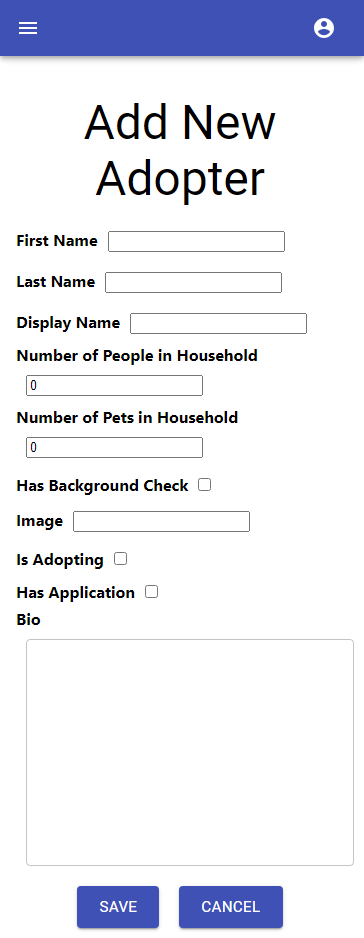 Add New
Adopter
First Name
Last Name
Display Name
Number of People in Household
0
Number of Pets in Household
0
Has Background Check
Image
Is Adopting
Has Application
Bio
SAVE CANCEL